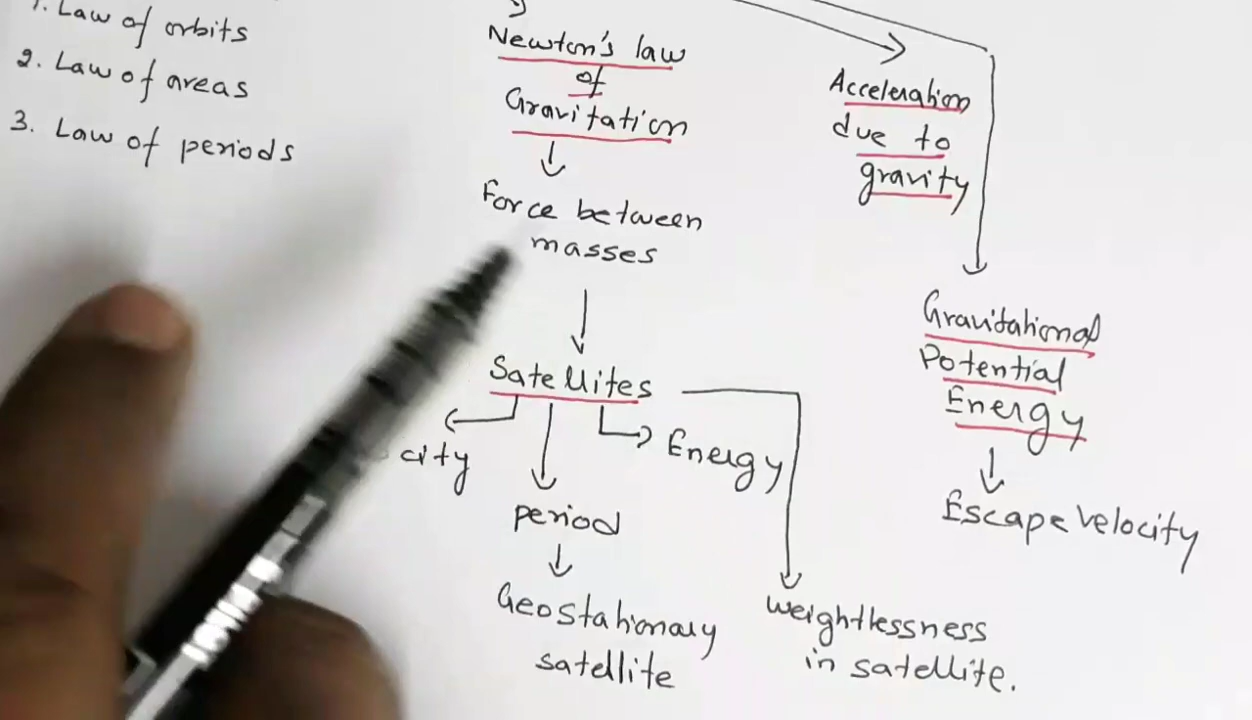 1. Law of orbits
2. Law of areas
3. Law of periods
Newton's law
of
Gravitation
Force between
masses
Satellites
city
Energy
period
Geostationary
satellite
weightlessness
in satellite.
Acceleration
due to
gravity
Gravitational
Potential
Energy
Escape velocity